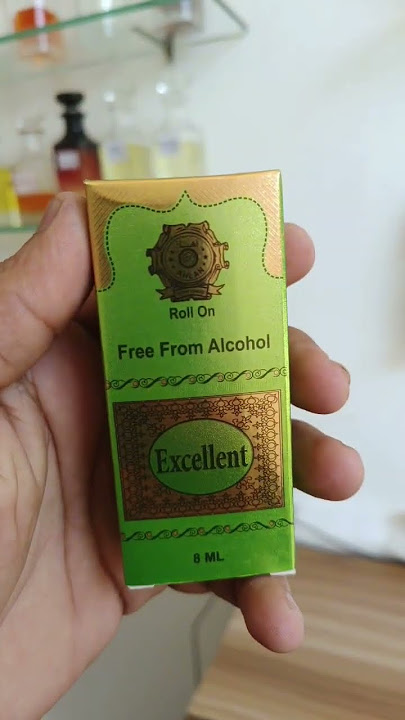 Roll On
Free From Alcohol
Excellent
8 ML